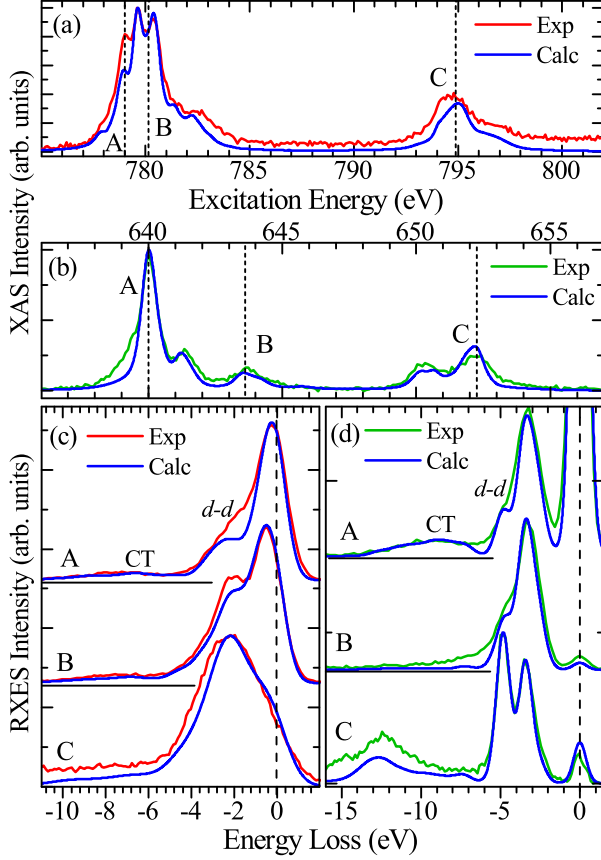 (a)
Exp
Calc
A
B
C
780 785 790 795 800
Excitation Energy (eV)
XAS Intensity (arb. units)
640 645 650 655
(b)
Exp
Calc
A
B
C
(c)
Exp
Calc
d-d
CT
A
B
C
-10 -8 -6 -4 -2 0
(d)
Exp
Calc
d-d
CT
A
B
C
-15 -10 -5 0
RXES Intensity (arb. units)
Energy Loss (eV)